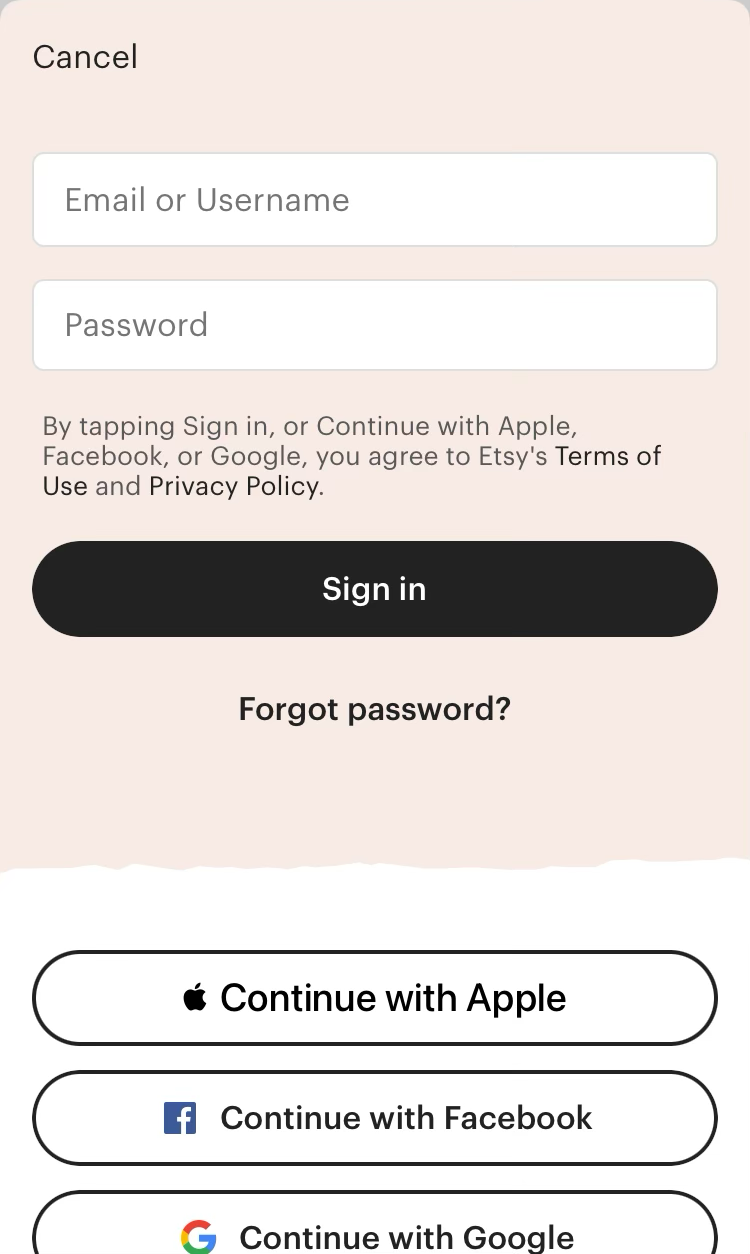 Cancel
Email or Username
Password
By tapping Sign in, or Continue with Apple,
Facebook, or Google, you agree to Etsy's Terms of
Use and Privacy Policy.
Sign in
Forgot password?
Continue with Apple
Continue with Facebook
Continue with Google